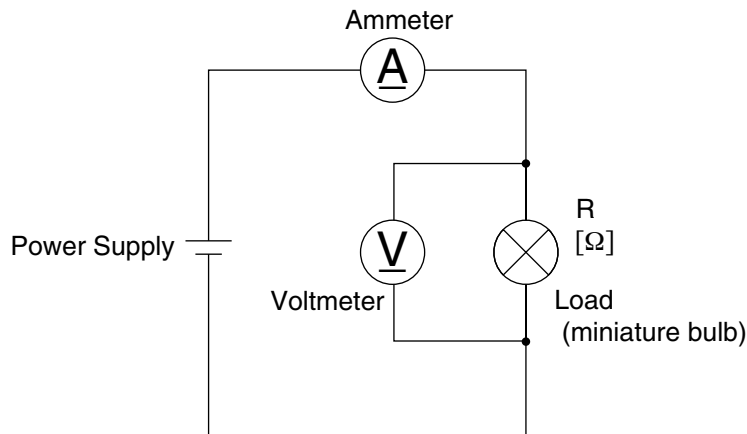 Ammeter
A
R
[Ω]
Power Supply
V
Voltmeter
Load
(miniature bulb)